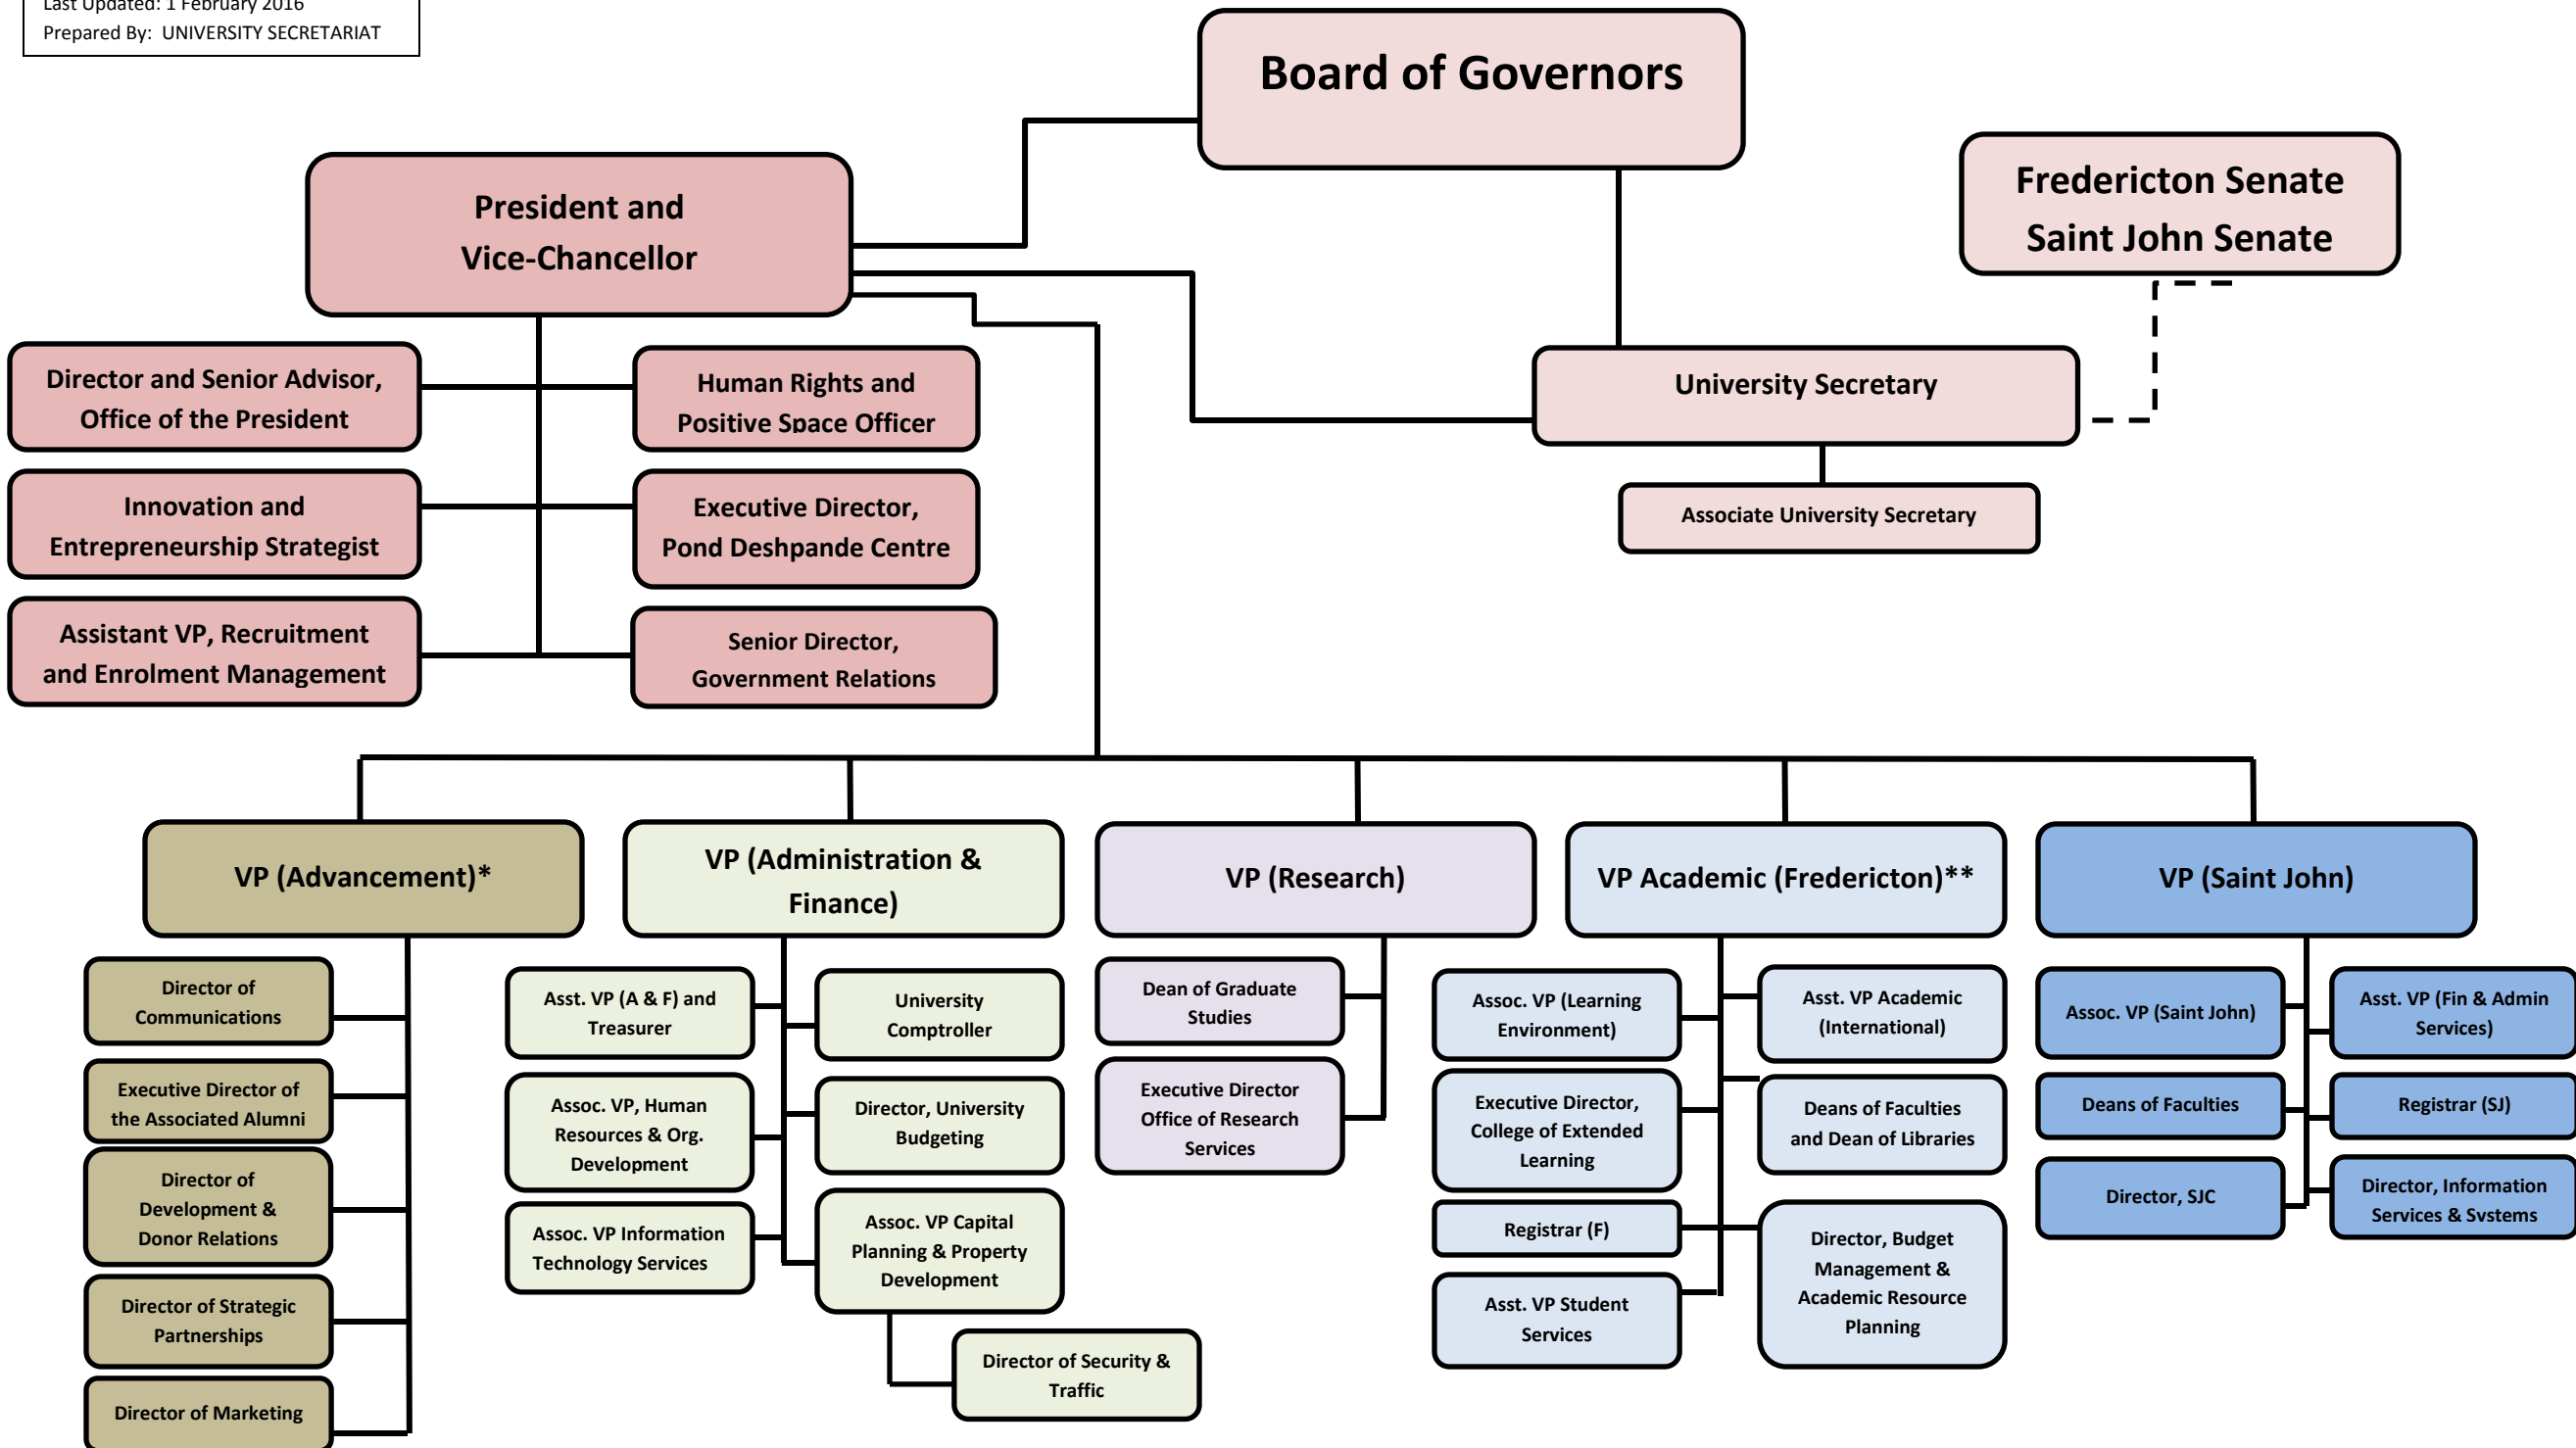 Last Updated: 1 February 2016
Prepared By: UNIVERSITY SECRETARIAT
Board of Governors
Fredericton Senate
Saint John Senate
President and
Vice-Chancellor
Director and Senior Advisor,
Office of the President
Human Rights and
Positive Space Officer
University Secretary
Innovation and
Entrepreneurship Strategist
Executive Director,
Pond Deshpande Centre
Associate University Secretary
Assistant VP, Recruitment
and Enrolment Management
Senior Director,
Government Relations
VP (Advancement)*
VP (Administration &
Finance)
VP (Research)
VP Academic (Fredericton)**
VP (Saint John)
Director of
Communications
Executive Director of
the Associated Alumni
Director of
Development &
Donor Relations
Director of Strategic
Partnerships
Director of Marketing
Asst. VP (A & F) and
Treasurer
University
Comptroller
Assoc. VP, Human
Resources & Org.
Development
Director, University
Budgeting
Assoc. VP Information
Technology Services
Assoc. VP Capital
Planning & Property
Development
Director of Security &
Traffic
Dean of Graduate
Studies
Executive Director
Office of Research
Services
Assoc. VP (Learning
Environment)
Asst. VP Academic
(International)
Executive Director,
College of Extended
Learning
Deans of Faculties
and Dean of Libraries
Registrar (F)
Director, Budget
Management &
Academic Resource
Planning
Asst. VP Student
Services
Assoc. VP (Saint John)
Asst. VP (Fin & Admin
Services)
Deans of Faculties
Registrar (SJ)
Director, SJC
Director, Information
Services & Systems